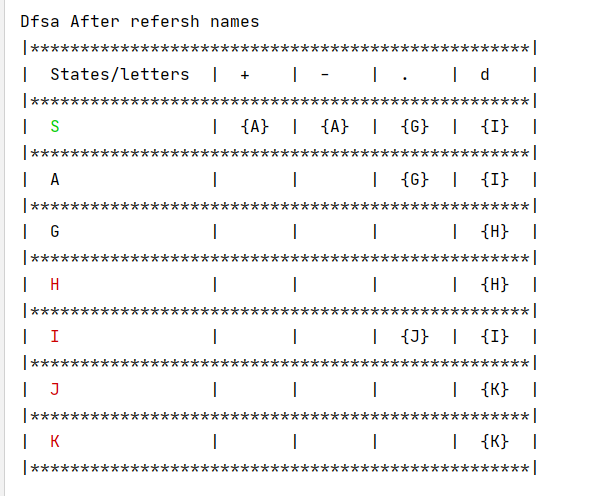 Dfsa After refersh names
|**************************************************|
|  States/letters  |  +    |  -    |  .    |  d    |
|**************************************************|
|  S               |  {A}  |  {A}  |  {G}  |  {I}  |
|**************************************************|
|  A               |       |       |  {G}  |  {I}  |
|**************************************************|
|  G               |       |       |       |  {H}  |
|**************************************************|
|  H               |       |       |       |  {H}  |
|**************************************************|
|  I               |       |       |  {J}  |  {I}  |
|**************************************************|
|  J               |       |       |       |  {K}  |
|**************************************************|
|  K               |       |       |       |  {K}  |
|**************************************************|